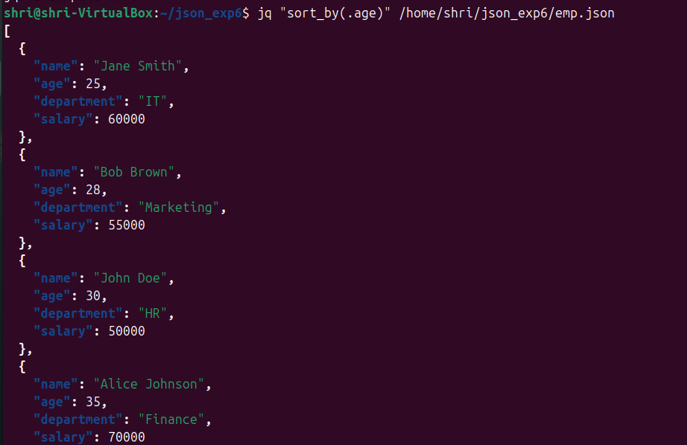 shri@shri-VirtualBox:~/json_exp6$ jq "sort_by(.age)" /home/shri/json_exp6/emp.json
[
  {
    "name": "Jane Smith",
    "age": 25,
    "department": "IT",
    "salary": 60000
  },
  {
    "name": "Bob Brown",
    "age": 28,
    "department": "Marketing",
    "salary": 55000
  },
  {
    "name": "John Doe",
    "age": 30,
    "department": "HR",
    "salary": 50000
  },
  {
    "name": "Alice Johnson",
    "age": 35,
    "department": "Finance",
    "salary": 70000